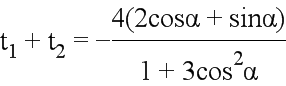 t₁ + t₂ = −4(2cosα + sinα)/(1 + 3cos²α)